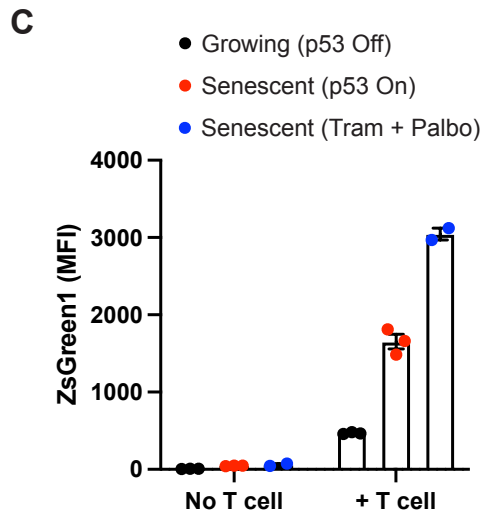 C
Growing (p53 Off)
Senescent (p53 On)
Senescent (Tram + Palbo)
ZsGreen1 (MFI)
4000
3000
2000
1000
0
No T cell
+ T cell